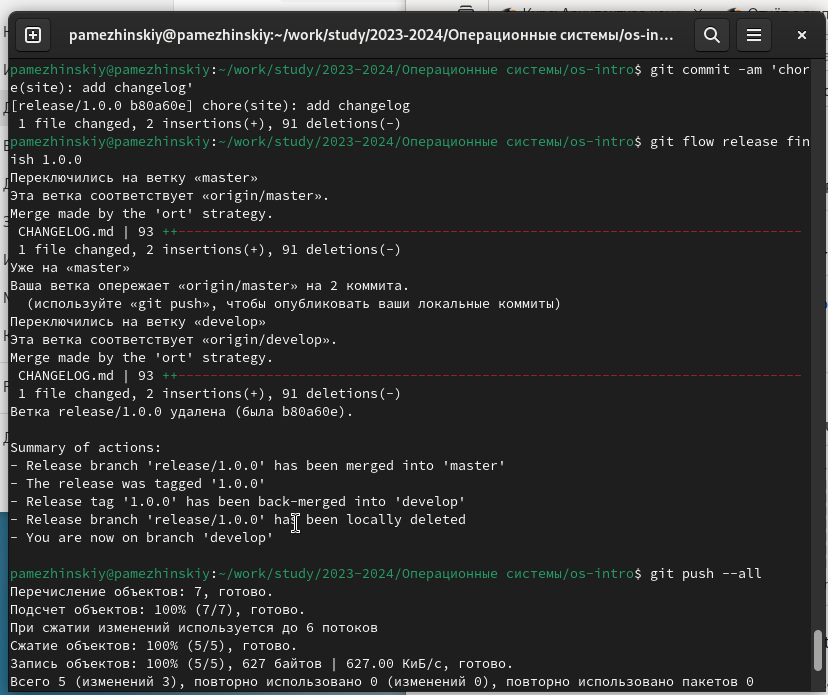 pamezhinskiy@pamezhinskiy:~/work/study/2023-2024/Операционные системы/os-in…
pamezhinskiy@pamezhinskiy:~/work/study/2023-2024/Операционные системы/os-intro$ git commit -am 'chor
e(site): add changelog'
[release/1.0.0 b80a60e] chore(site): add changelog
 1 file changed, 2 insertions(+), 91 deletions(-)
pamezhinskiy@pamezhinskiy:~/work/study/2023-2024/Операционные системы/os-intro$ git flow release fin
ish 1.0.0
Переключились на ветку «master»
Эта ветка соответствует «origin/master».
Merge made by the 'ort' strategy.
 CHANGELOG.md | 93 ++-------------------------------------------------------------------------------
 1 file changed, 2 insertions(+), 91 deletions(-)
Уже на «master»
Ваша ветка опережает «origin/master» на 2 коммита.
  (используйте «git push», чтобы опубликовать ваши локальные коммиты)
Переключились на ветку «develop»
Эта ветка соответствует «origin/develop».
Merge made by the 'ort' strategy.
 CHANGELOG.md | 93 ++-------------------------------------------------------------------------------
 1 file changed, 2 insertions(+), 91 deletions(-)
Ветка release/1.0.0 удалена (была b80a60e).

Summary of actions:
- Release branch 'release/1.0.0' has been merged into 'master'
- The release was tagged '1.0.0'
- Release tag '1.0.0' has been back-merged into 'develop'
- Release branch 'release/1.0.0' has been locally deleted
- You are now on branch 'develop'

pamezhinskiy@pamezhinskiy:~/work/study/2023-2024/Операционные системы/os-intro$ git push --all
Перечисление объектов: 7, готово.
Подсчет объектов: 100% (7/7), готово.
При сжатии изменений используется до 6 потоков
Сжатие объектов: 100% (5/5), готово.
Запись объектов: 100% (5/5), 627 байтов | 627.00 КиБ/с, готово.
Всего 5 (изменений 3), повторно использовано 0 (изменений 0), повторно использовано пакетов 0